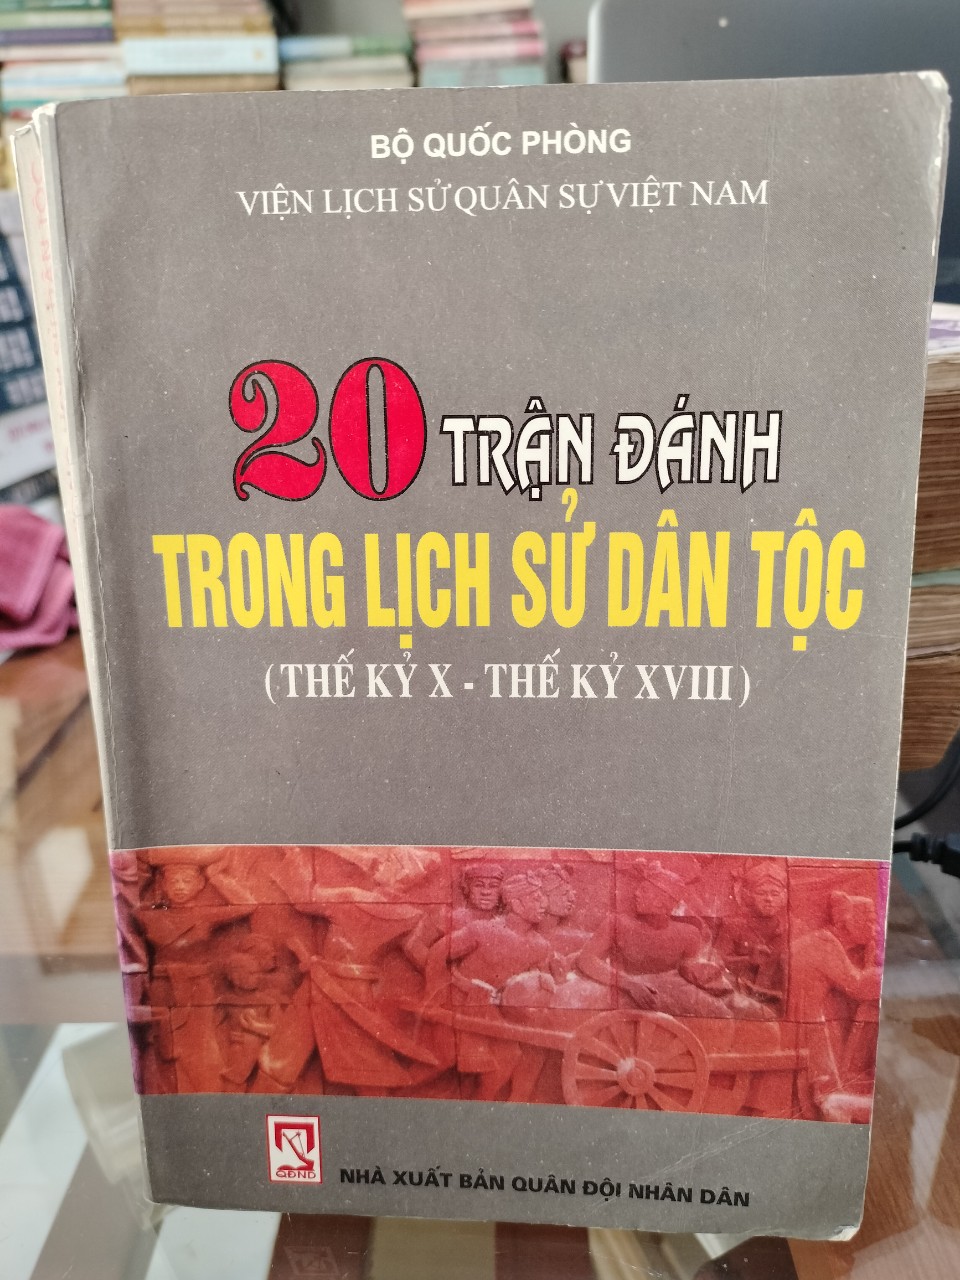 BỘ QUỐC PHÒNG
VIỆN LỊCH SỬ QUÂN SỰ VIỆT NAM
20 TRẬN ĐÁNH
TRONG LỊCH SỬ DÂN TỘC
(THẾ KỶ X - THẾ KỶ XVIII)
QĐND
NHÀ XUẤT BẢN QUÂN ĐỘI NHÂN DÂN